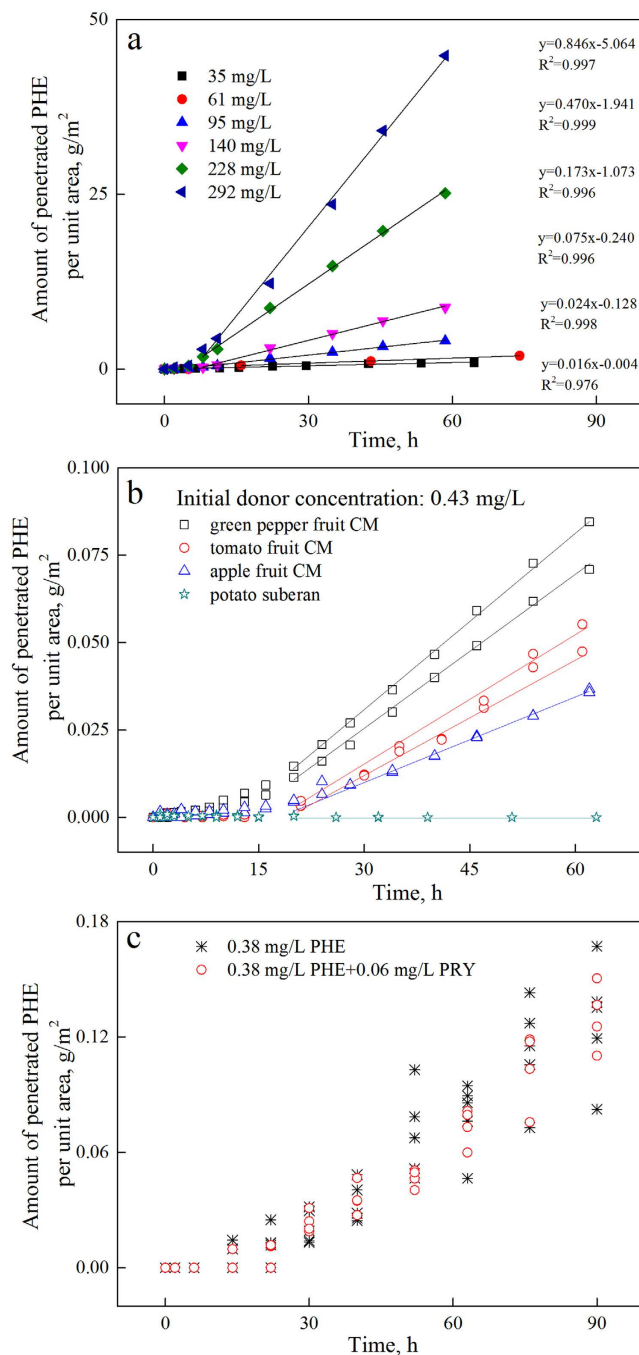 a
50
25
0
35 mg/L
61 mg/L
95 mg/L
140 mg/L
228 mg/L
292 mg/L
y=0.846x-5.064
R²=0.997
y=0.470x-1.941
R²=0.999
y=0.173x-1.073
R²=0.996
y=0.075x-0.240
R²=0.996
y=0.024x-0.128
R²=0.998
y=0.016x-0.004
R²=0.976
Amount of penetrated PHE
per unit area, g/m²
0 30 60 90
Time, h
b
0.100
0.075
0.050
0.025
0.000
Initial donor concentration: 0.43 mg/L
green pepper fruit CM
tomato fruit CM
apple fruit CM
potato suberan
Amount of penetrated PHE
per unit area, g/m²
0 15 30 45 60
Time, h
c
0.18
0.12
0.06
0.00
0.38 mg/L PHE
0.38 mg/L PHE+0.06 mg/L PRY
Amount of penetrated PHE
per unit area, g/m²
0 30 60 90
Time, h